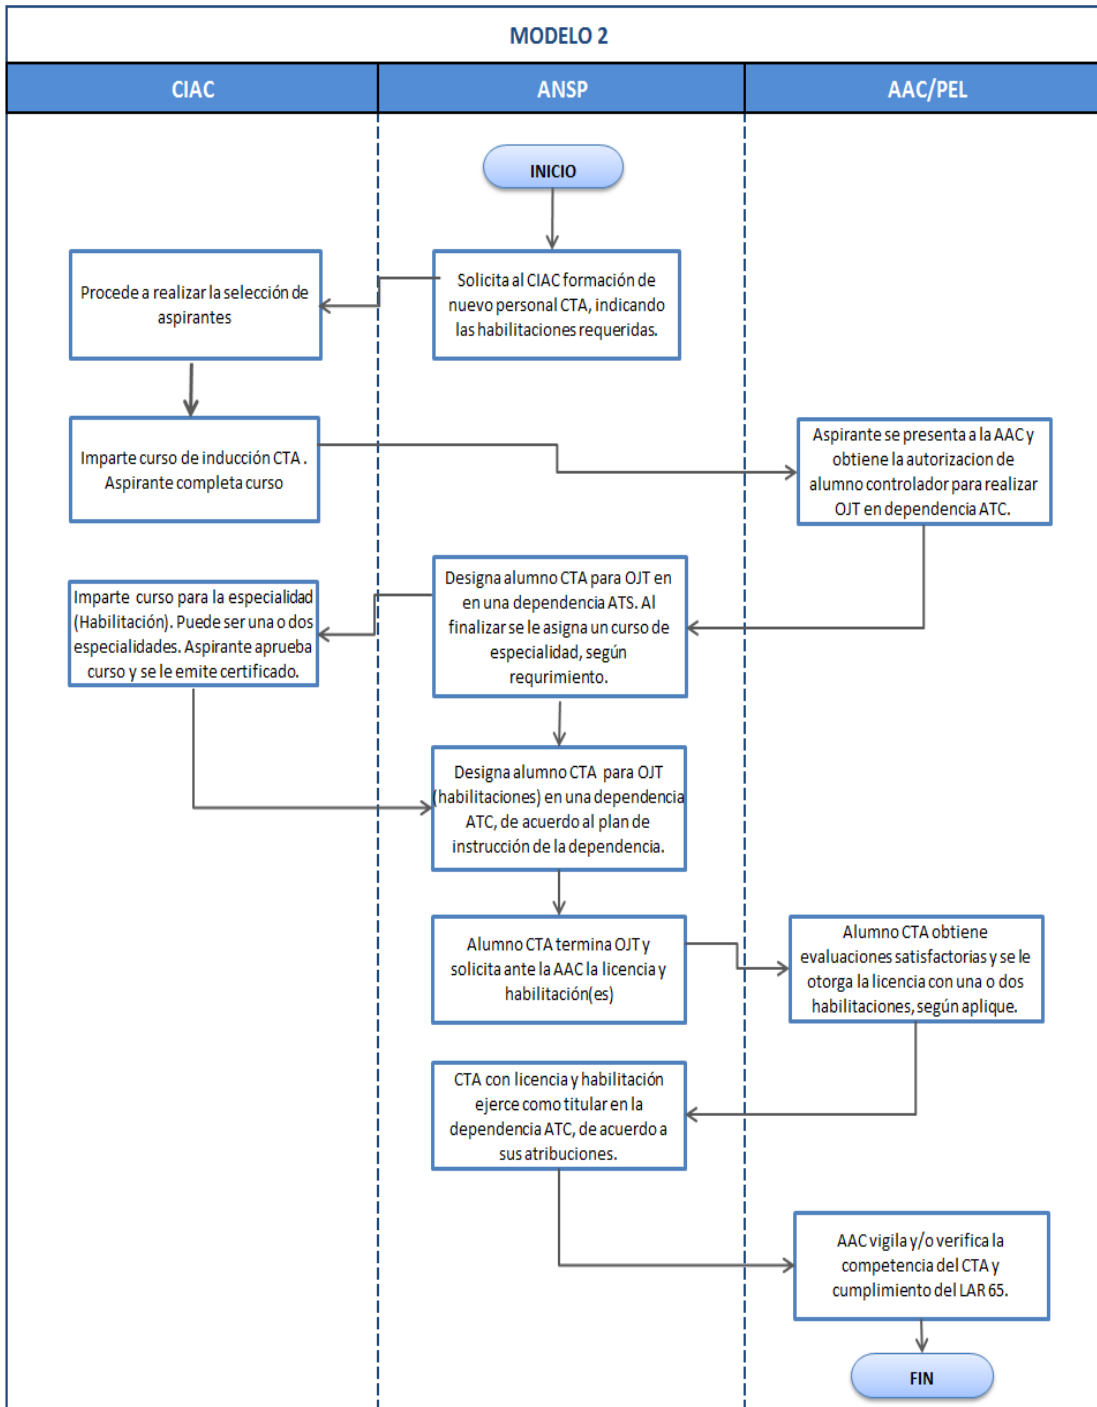 MODELO 2
CIAC
ANSP
AAC/PEL
INICIO
Solicita al CIAC formación de
nuevo personal CTA, indicando
las habilitaciones requeridas.
Procede a realizar la selección de
aspirantes
Imparte curso de inducción CTA .
Aspirante completa curso
Aspirante se presenta a la AAC y
obtiene la autorizacion de
alumno controlador para realizar
OJT en dependencia ATC.
Designa alumno CTA para OJT en
en una dependencia ATS. Al
finalizar se le asigna un curso de
especialidad, según
requrimiento.
Imparte curso para la especialidad
(Habilitación). Puede ser una o dos
especialidades. Aspirante aprueba
curso y se le emite certificado.
Designa alumno CTA para OJT
(habilitaciones) en una dependencia
ATC, de acuerdo al plan de
instrucción de la dependencia.
Alumno CTA termina OJT y
solicita ante la AAC la licencia y
habilitación(es)
Alumno CTA obtiene
evaluaciones satisfactorias y se le
otorga la licencia con una o dos
habilitaciones, según aplique.
CTA con licencia y habilitación
ejerce como titular en la
dependencia ATC, de acuerdo a
sus atribuciones.
AAC vigila y/o verifica la
competencia del CTA y
cumplimiento del LAR 65.
FIN